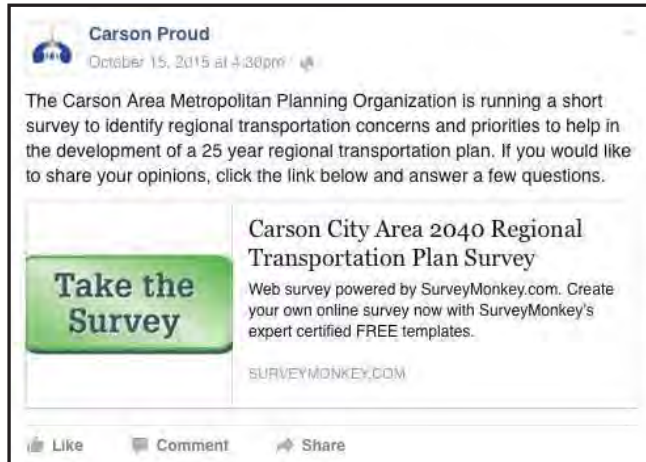 Carson Proud
October 15, 2015 at 4:30pm
The Carson Area Metropolitan Planning Organization is running a short
survey to identify regional transportation concerns and priorities to help in
the development of a 25 year regional transportation plan. If you would like
to share your opinions, click the link below and answer a few questions.
Take the
Survey
Carson City Area 2040 Regional
Transportation Plan Survey
Web survey powered by SurveyMonkey.com. Create
your own online survey now with SurveyMonkey's
expert certified FREE templates.
SURVEYMONKEY.COM
Like Comment Share